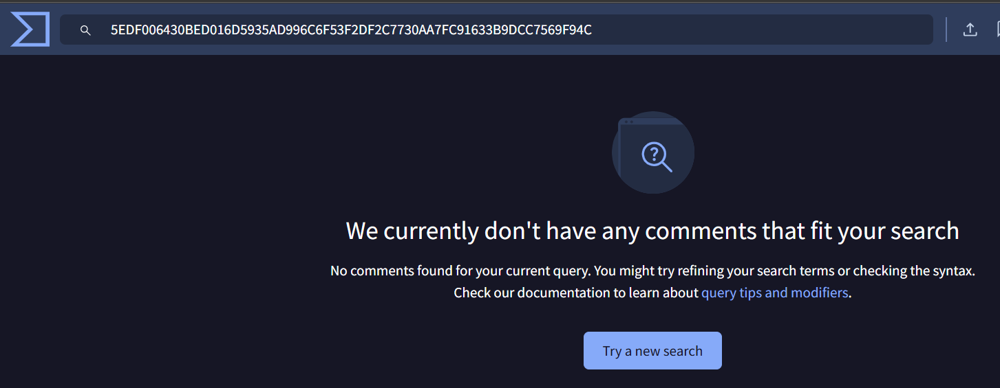 5EDF006430BED016D5935AD996C6F53F2DF2C7730AA7FC91633B9DCC7569F94C
We currently don't have any comments that fit your search
No comments found for your current query. You might try refining your search terms or checking the syntax.
Check our documentation to learn about query tips and modifiers.
Try a new search